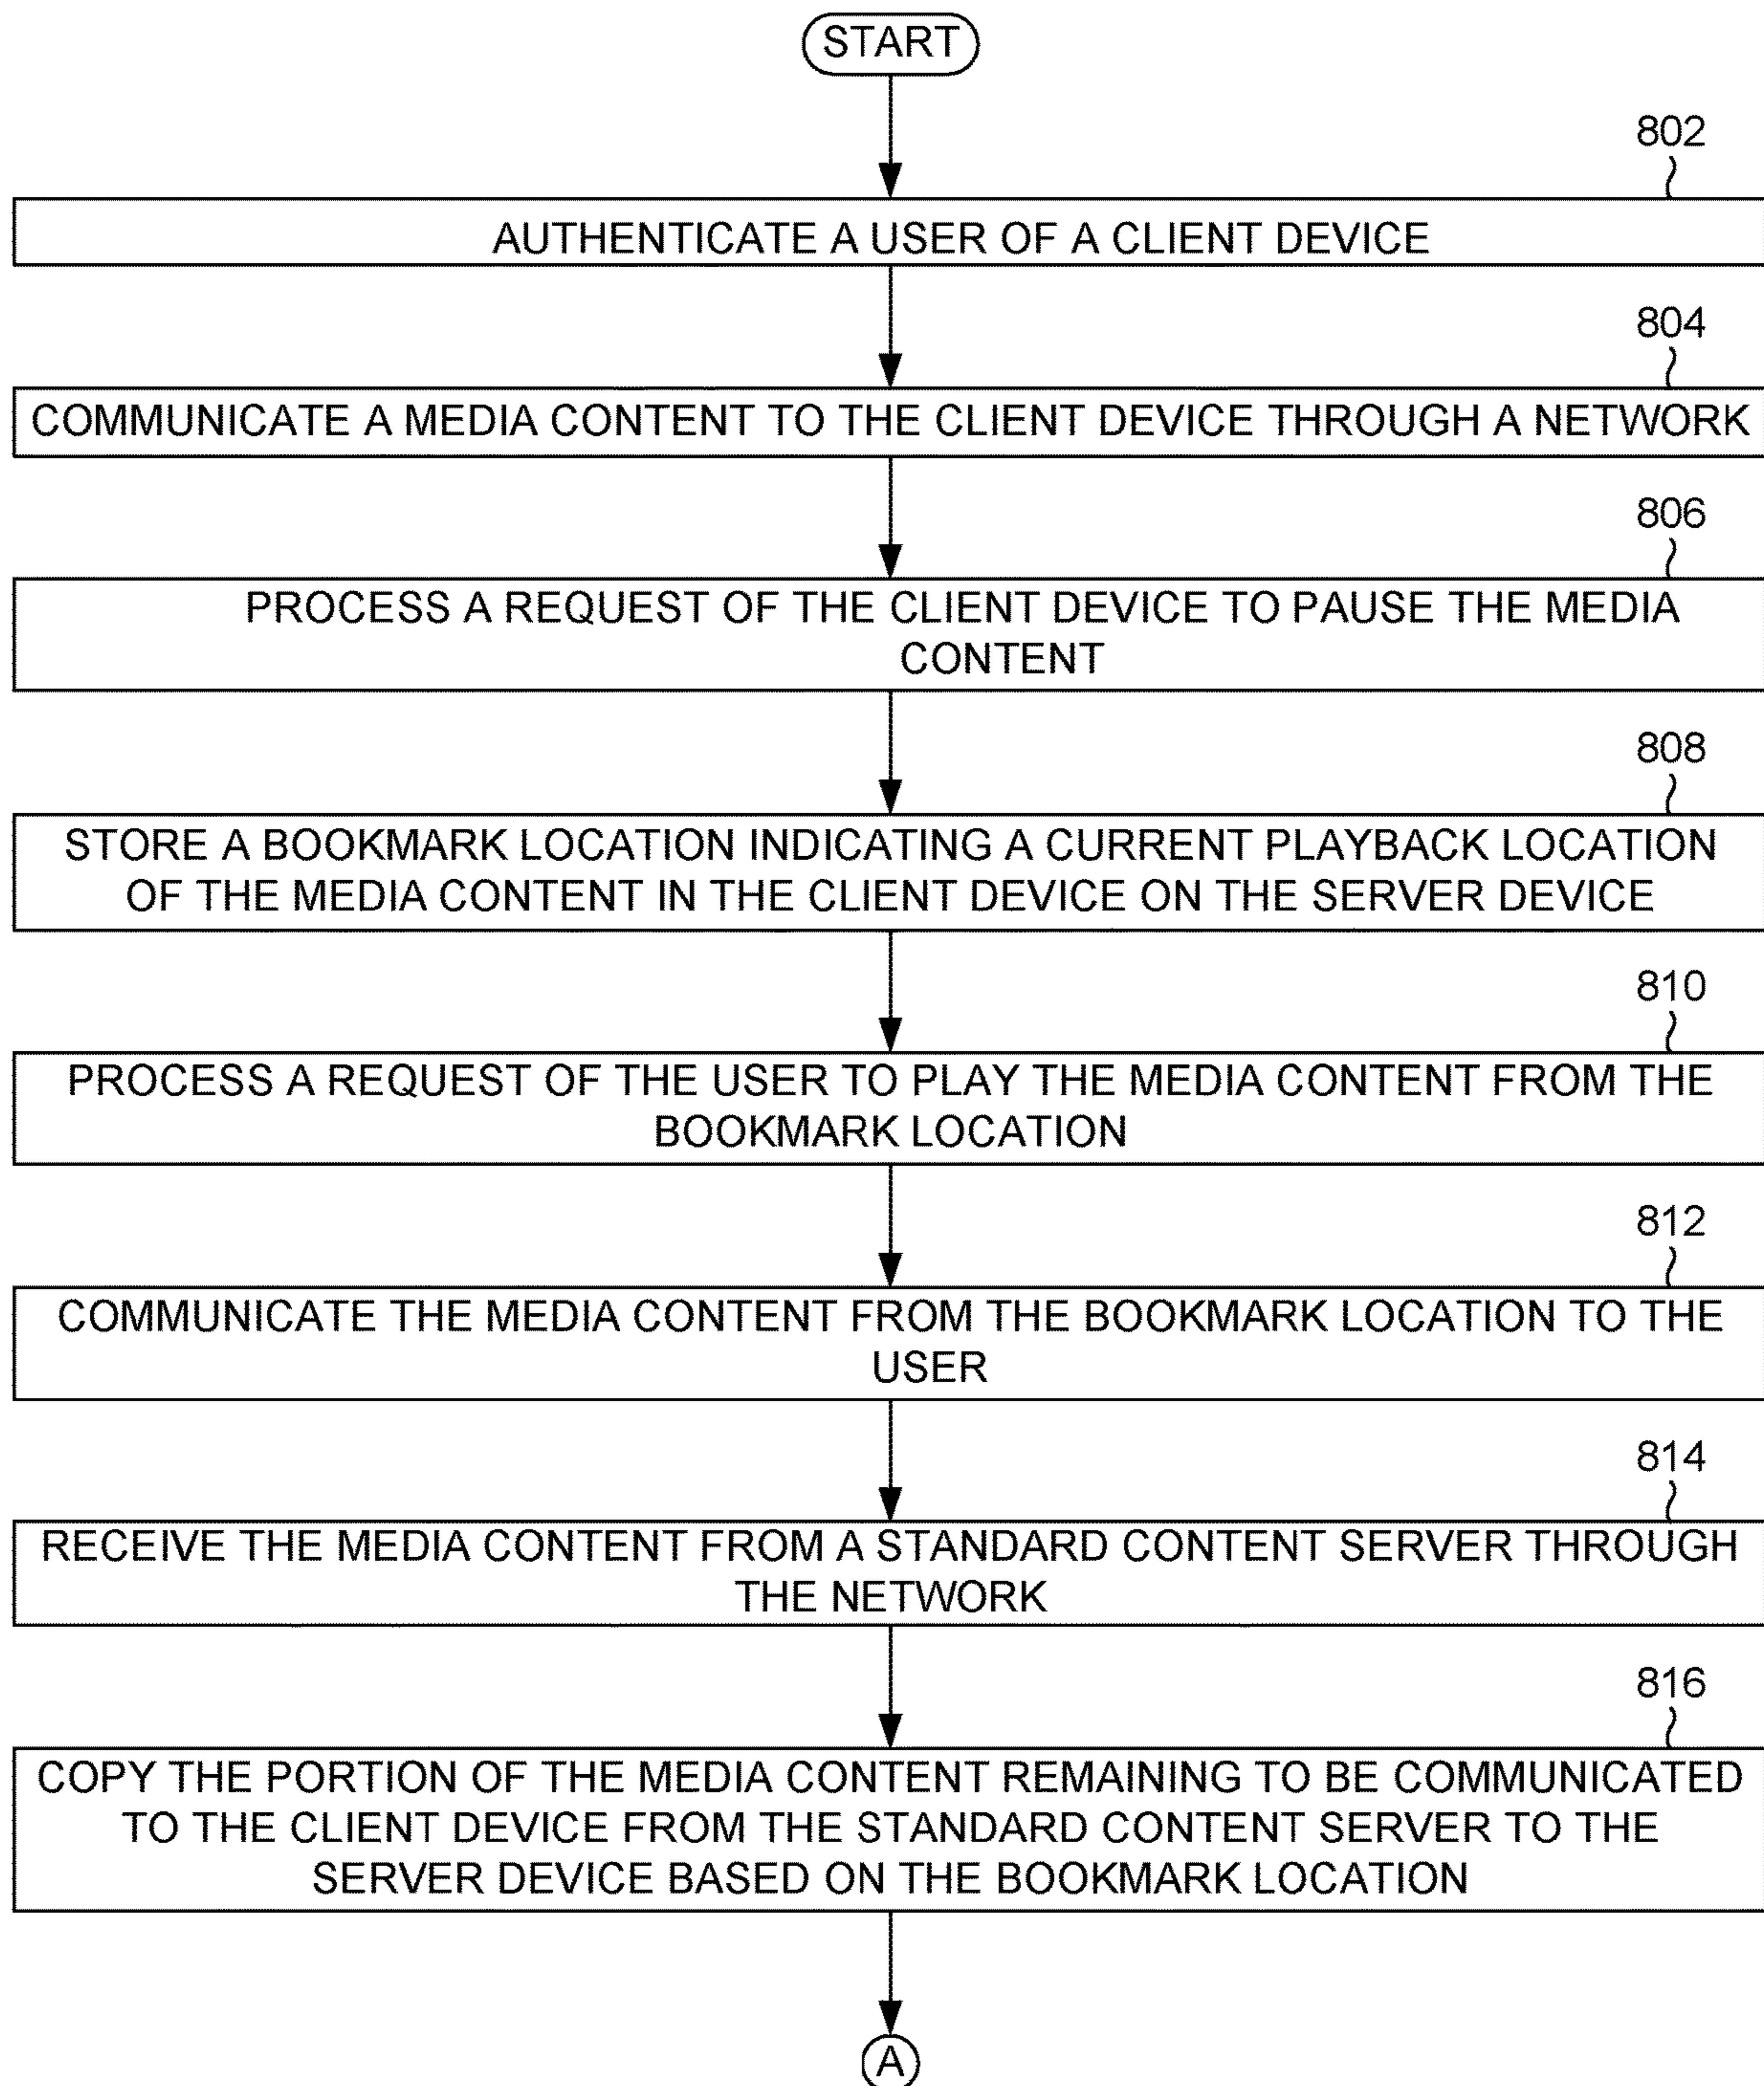 START
802
AUTHENTICATE A USER OF A CLIENT DEVICE
804
COMMUNICATE A MEDIA CONTENT TO THE CLIENT DEVICE THROUGH A NETWORK
806
PROCESS A REQUEST OF THE CLIENT DEVICE TO PAUSE THE MEDIA
CONTENT
808
STORE A BOOKMARK LOCATION INDICATING A CURRENT PLAYBACK LOCATION
OF THE MEDIA CONTENT IN THE CLIENT DEVICE ON THE SERVER DEVICE
810
PROCESS A REQUEST OF THE USER TO PLAY THE MEDIA CONTENT FROM THE
BOOKMARK LOCATION
812
COMMUNICATE THE MEDIA CONTENT FROM THE BOOKMARK LOCATION TO THE
USER
814
RECEIVE THE MEDIA CONTENT FROM A STANDARD CONTENT SERVER THROUGH
THE NETWORK
816
COPY THE PORTION OF THE MEDIA CONTENT REMAINING TO BE COMMUNICATED
TO THE CLIENT DEVICE FROM THE STANDARD CONTENT SERVER TO THE
SERVER DEVICE BASED ON THE BOOKMARK LOCATION
A